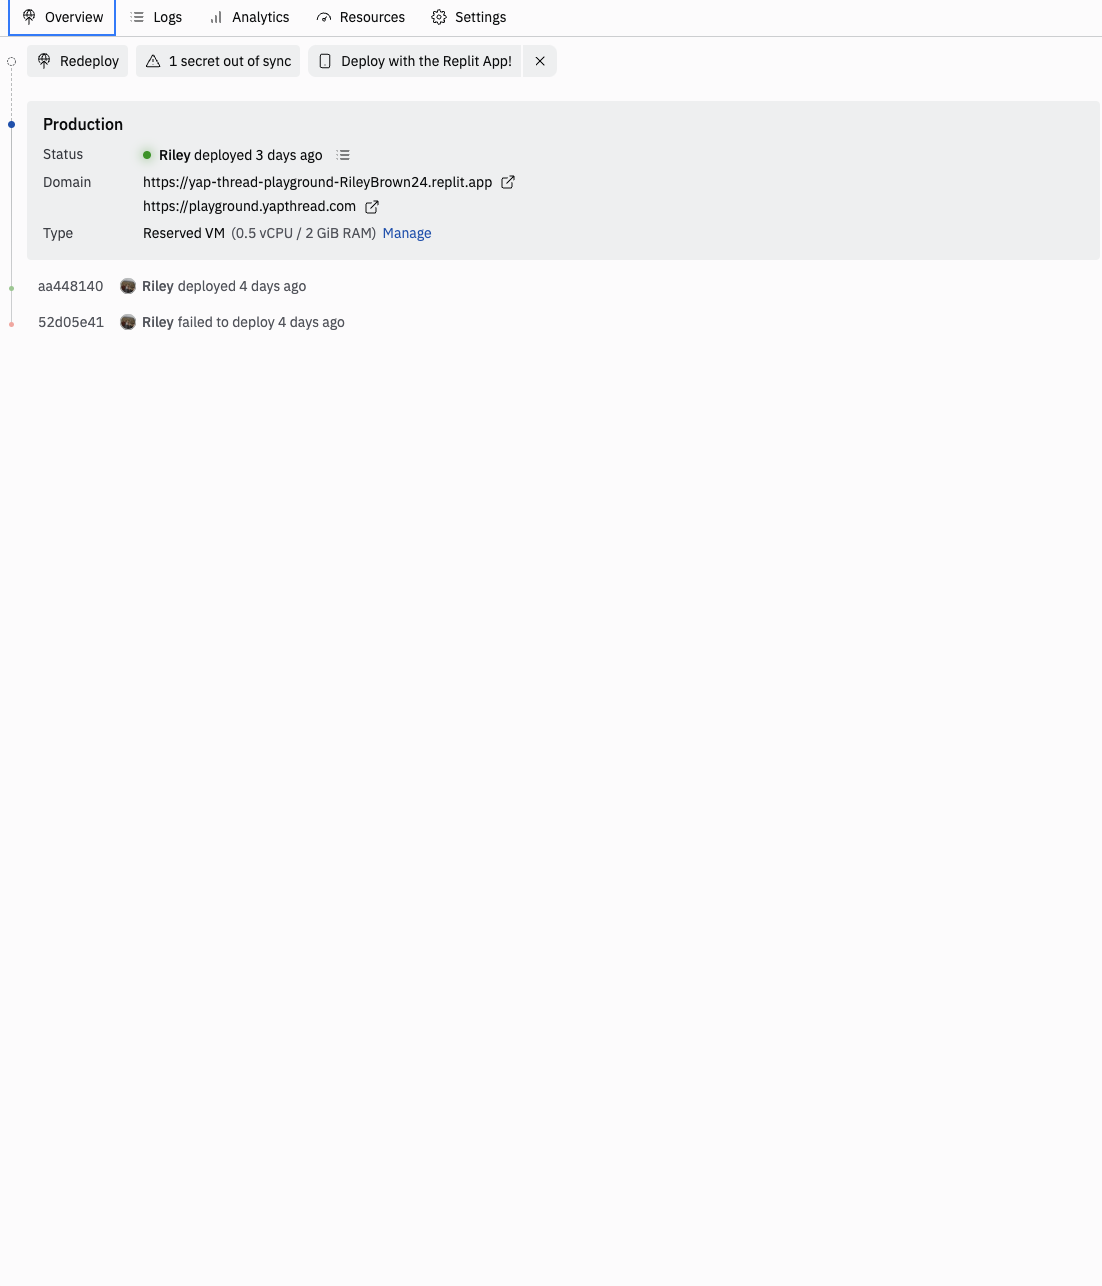 Overview Logs Analytics Resources Settings
Redeploy 1 secret out of sync Deploy with the Replit App!
Production
Status Riley deployed 3 days ago
Domain https://yap-thread-playground-RileyBrown24.replit.app
https://playground.yapthread.com
Type Reserved VM (0.5 vCPU / 2 GiB RAM) Manage
aa448140 Riley deployed 4 days ago
52d05e41 Riley failed to deploy 4 days ago